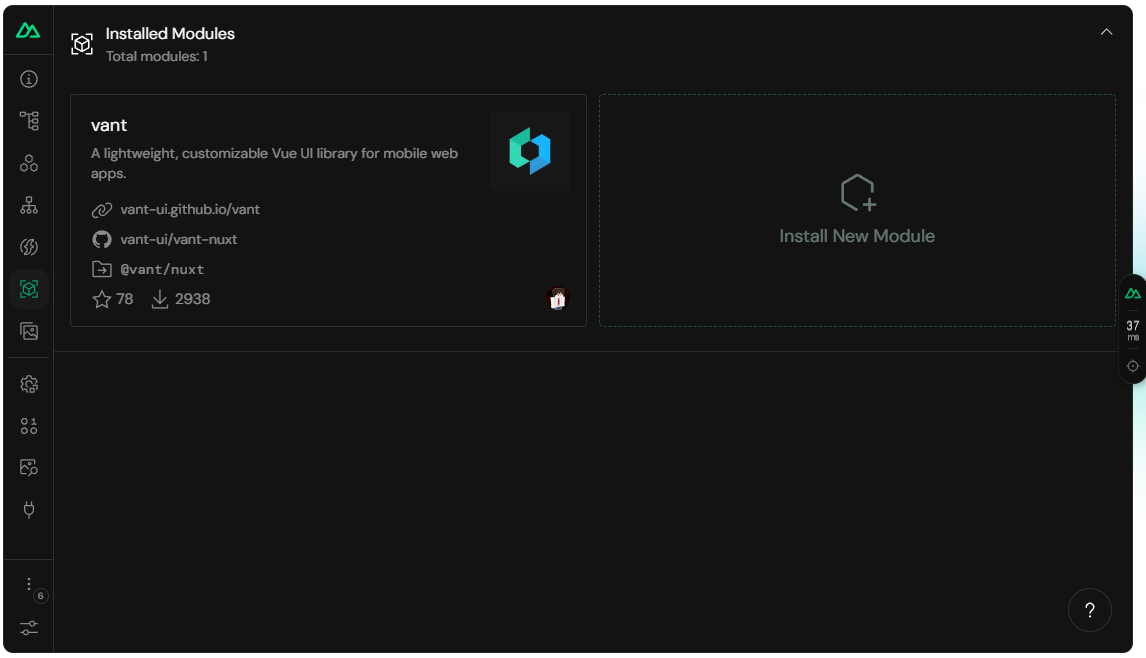 Installed Modules
Total modules: 1
vant
A lightweight, customizable Vue UI library for mobile web
apps.
vant-ui.github.io/vant
vant-ui/vant-nuxt
@vant/nuxt
78 2938
Install New Module
37
ms
6
?